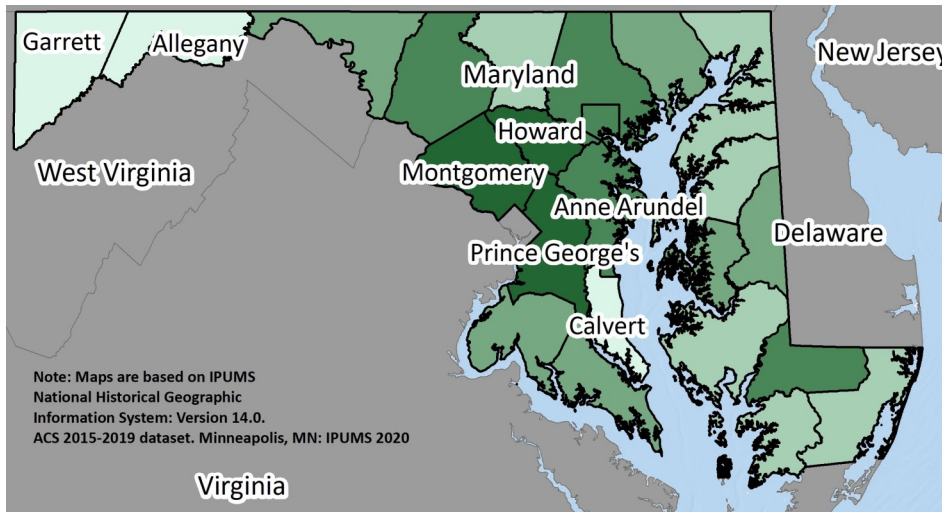 Garrett
Allegany
New Jersey
Maryland
Howard
West Virginia
Montgomery
Anne Arundel
Delaware
Prince George's
Calvert
Note: Maps are based on IPUMS
National Historical Geographic
Information System: Version 14.0.
ACS 2015-2019 dataset. Minneapolis, MN: IPUMS 2020
Virginia